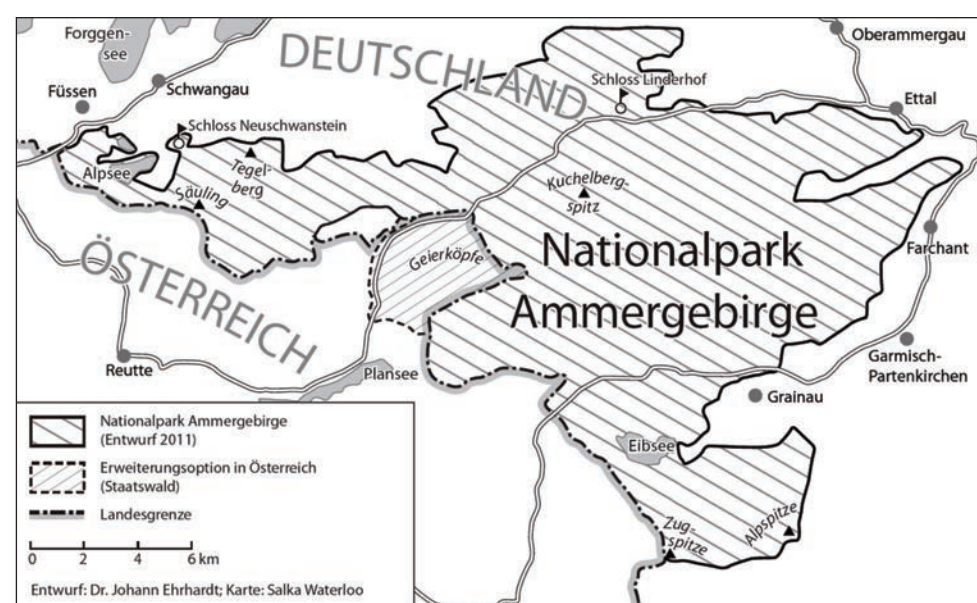 Forggen-
see
DEUTSCHLAND
Oberammergau
Füssen
Schwangau
Schloss Linderhof
Ettal
Schloss Neuschwanstein
Alpsee
Tegel-
berg
Säuling
Kuchelberg-
spitz
ÖSTERREICH
Geierköpfe
Nationalpark
Ammergebirge
Farchant
Reutte
Plansee
Garmisch-
Partenkirchen
Grainau
Eibsee
Zug-
spitze
Alpspitze
Nationalpark Ammergebirge
(Entwurf 2011)
Erweiterungsoption in Österreich
(Staatswald)
Landesgrenze
0 2 4 6 km
Entwurf: Dr. Johann Ehrhardt; Karte: Salka Waterloo